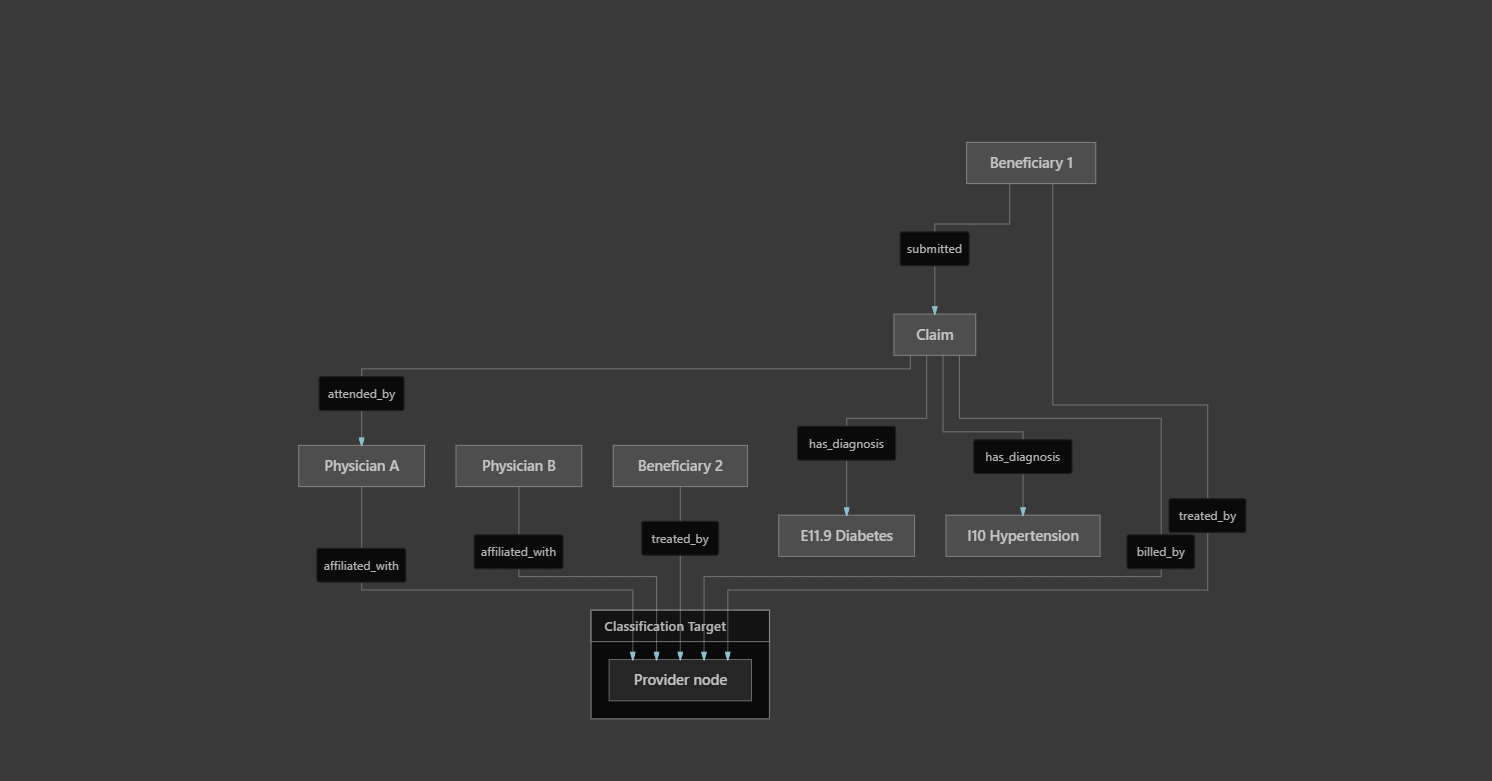 Beneficiary 1
submitted
Claim
attended_by
has_diagnosis
has_diagnosis
Physician A
Physician B
Beneficiary 2
treated_by
E11.9 Diabetes
I10 Hypertension
treated_by
affiliated_with
affiliated_with
billed_by
Classification Target
Provider node